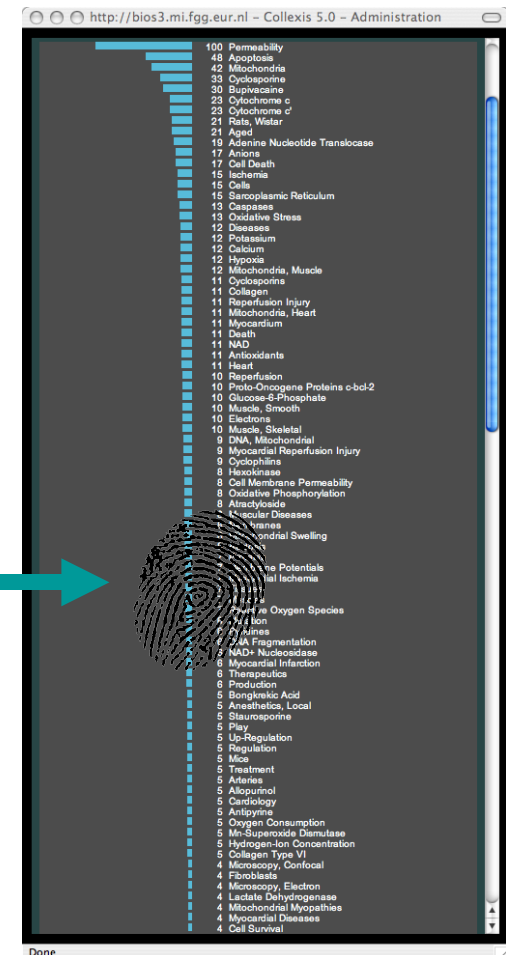 http://bios3.mi.fgg.eur.nl – Collexis 5.0 – Administration
100 Permeability
48 Apoptosis
42 Mitochondria
33 Cyclosporine
30 Bupivacaine
23 Cytochrome c
23 Cytochrome c'
21 Rats, Wistar
21 Aged
19 Adenine Nucleotide Translocase
17 Anions
17 Cell Death
15 Ischemia
15 Cells
15 Sarcoplasmic Reticulum
13 Caspases
13 Oxidative Stress
12 Diseases
12 Potassium
12 Calcium
12 Hypoxia
12 Mitochondria, Muscle
11 Cyclosporins
11 Collagen
11 Reperfusion Injury
11 Mitochondria, Heart
11 Myocardium
11 Death
11 NAD
11 Antioxidants
11 Heart
10 Reperfusion
10 Proto-Oncogene Proteins c-bcl-2
10 Glucose-6-Phosphate
10 Muscle, Smooth
10 Electrons
10 Muscle, Skeletal
9 DNA, Mitochondrial
9 Myocardial Reperfusion Injury
9 Cyclophilins
8 Hexokinase
8 Cell Membrane Permeability
8 Oxidative Phosphorylation
8 Atractyloside
Muscular Diseases
Swelling
Potentials
Ischemia
Oxygen Species
DNA Fragmentation
6 NAD+ Nucleosidase
6 Myocardial Infarction
6 Therapeutics
6 Production
5 Bongkrekic Acid
5 Anesthetics, Local
5 Staurosporine
5 Play
5 Up-Regulation
5 Regulation
5 Mice
5 Treatment
5 Arteries
5 Allopurinol
5 Cardiology
5 Antipyrine
5 Oxygen Consumption
5 Mn-Superoxide Dismutase
5 Hydrogen-Ion Concentration
5 Collagen Type VI
4 Microscopy, Confocal
4 Fibroblasts
4 Microscopy, Electron
4 Lactate Dehydrogenase
4 Mitochondrial Myopathies
4 Myocardial Diseases
4 Cell Survival
Done